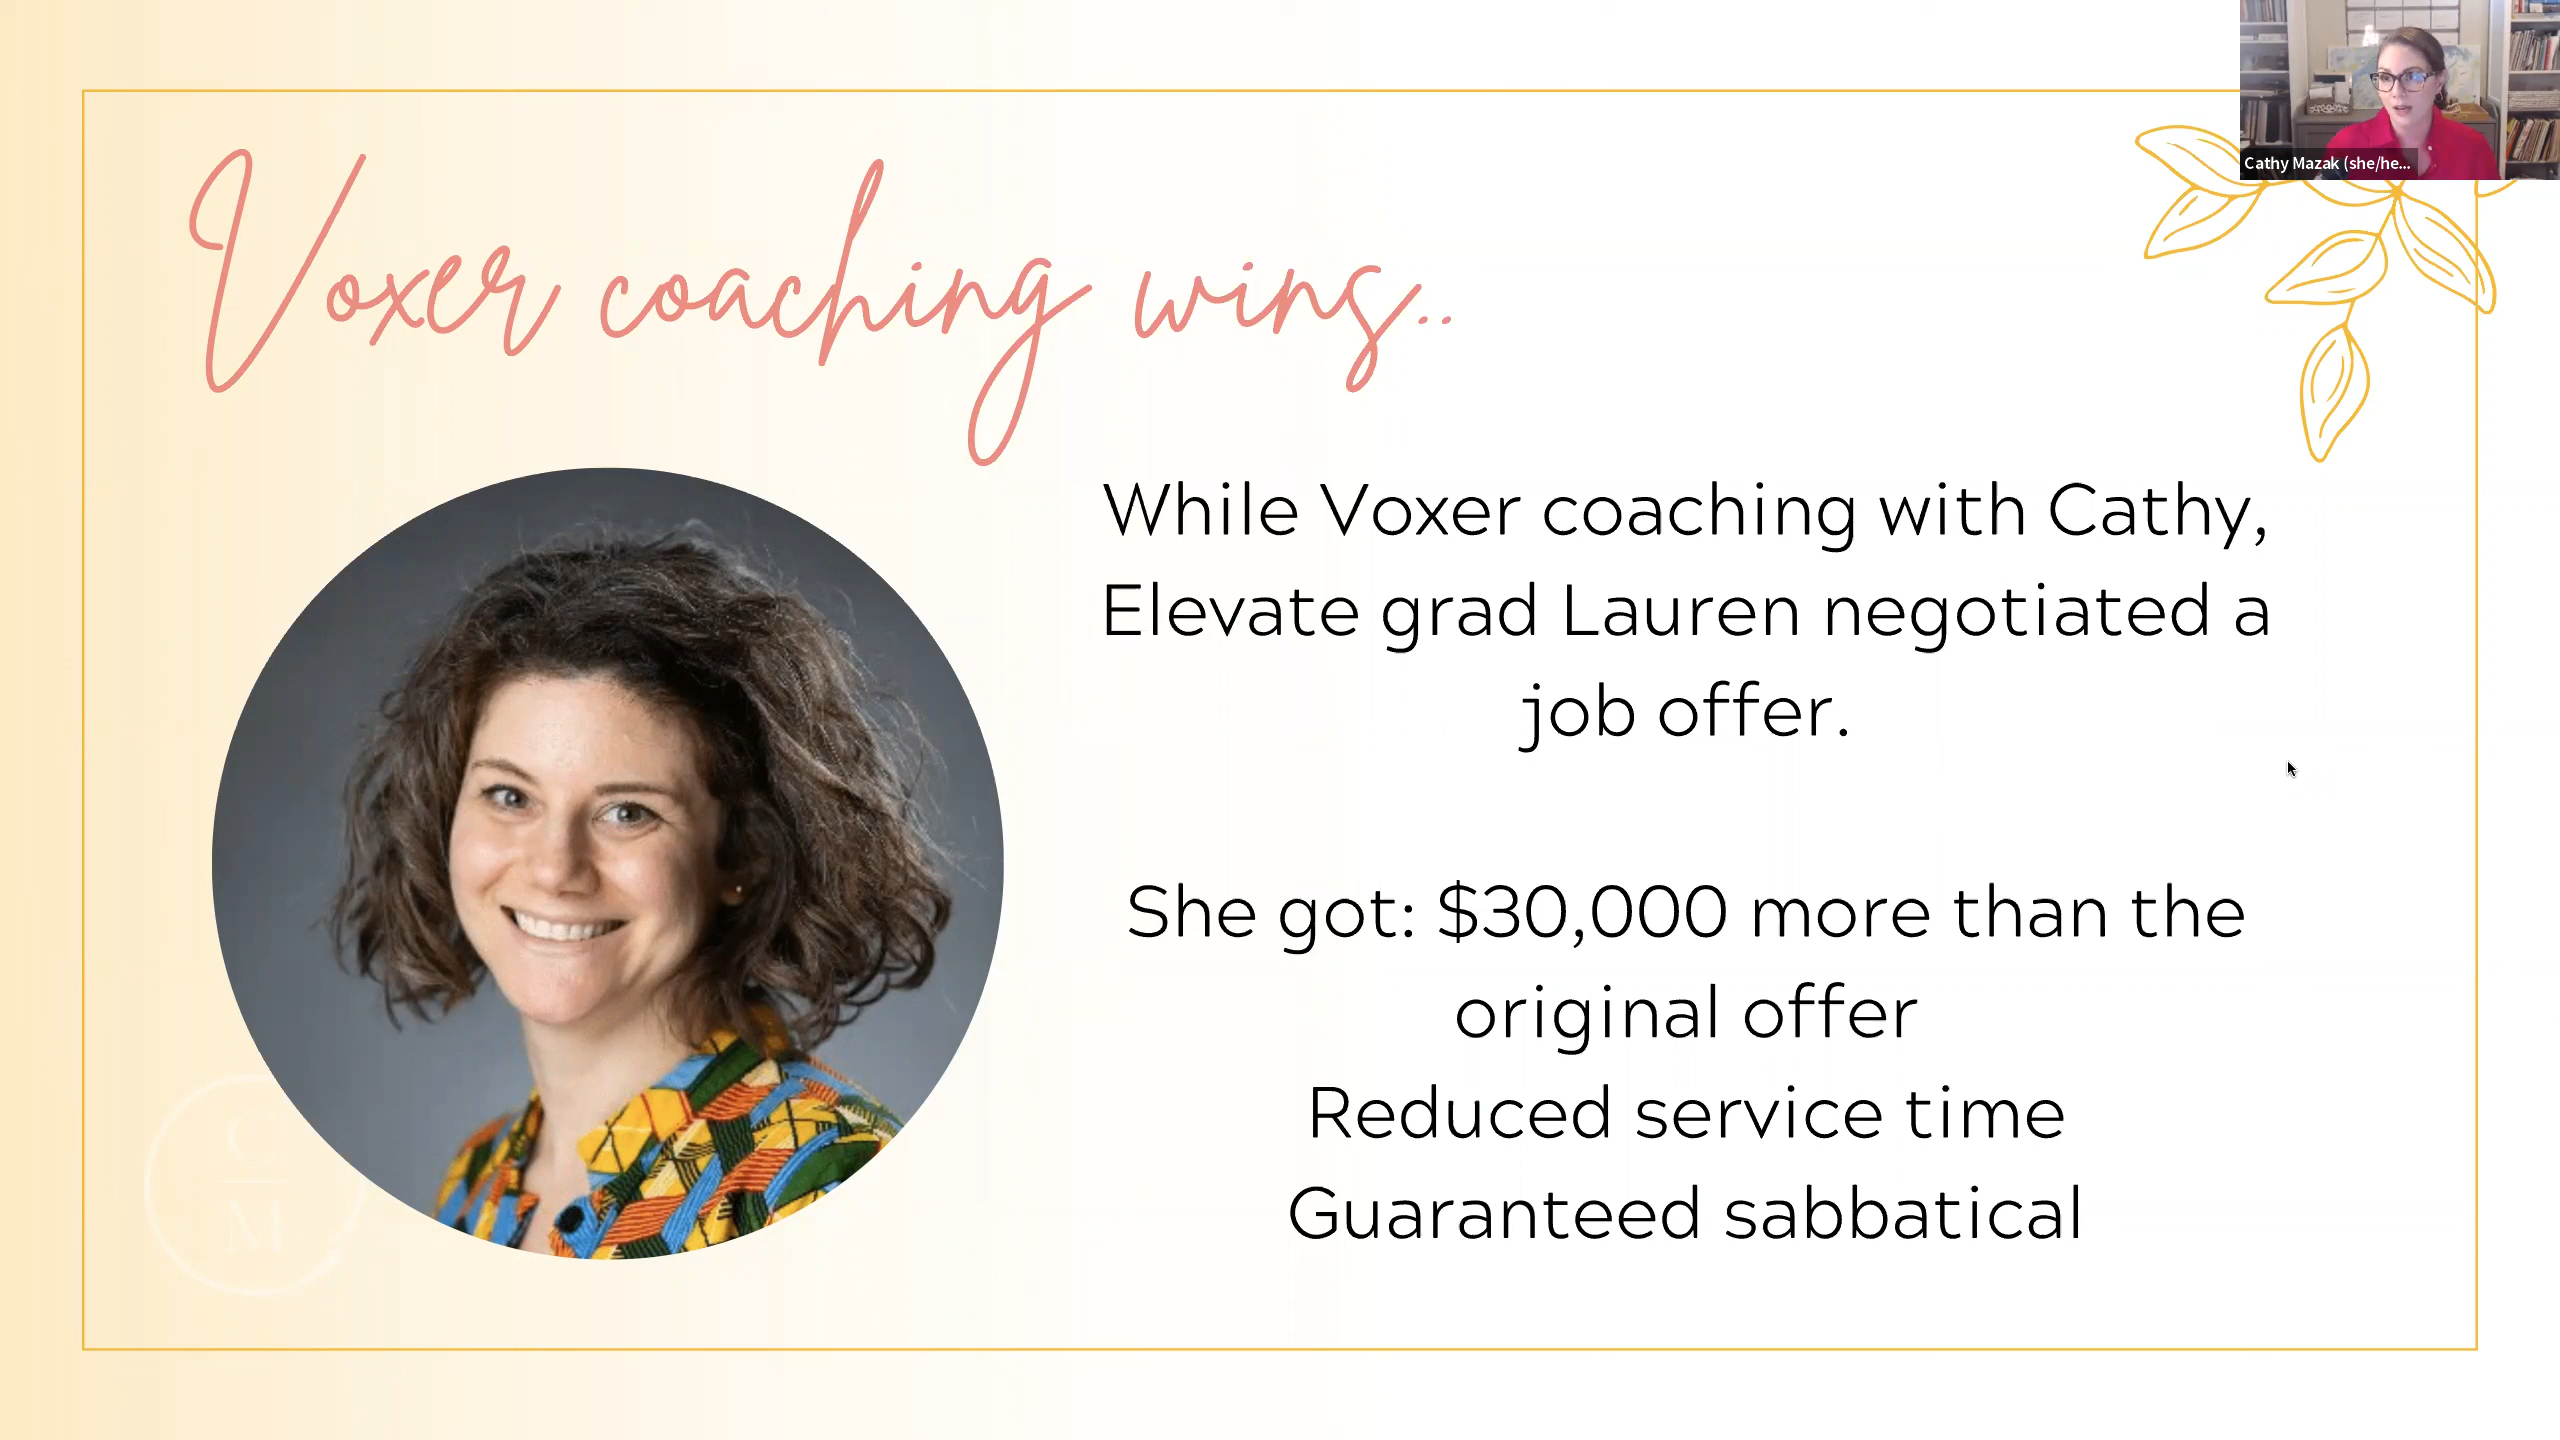 Cathy Mazak (she/he...
Voxer coaching wins..
While Voxer coaching with Cathy,
Elevate grad Lauren negotiated a
job offer.
She got: $30,000 more than the
original offer
Reduced service time
Guaranteed sabbatical
C
M